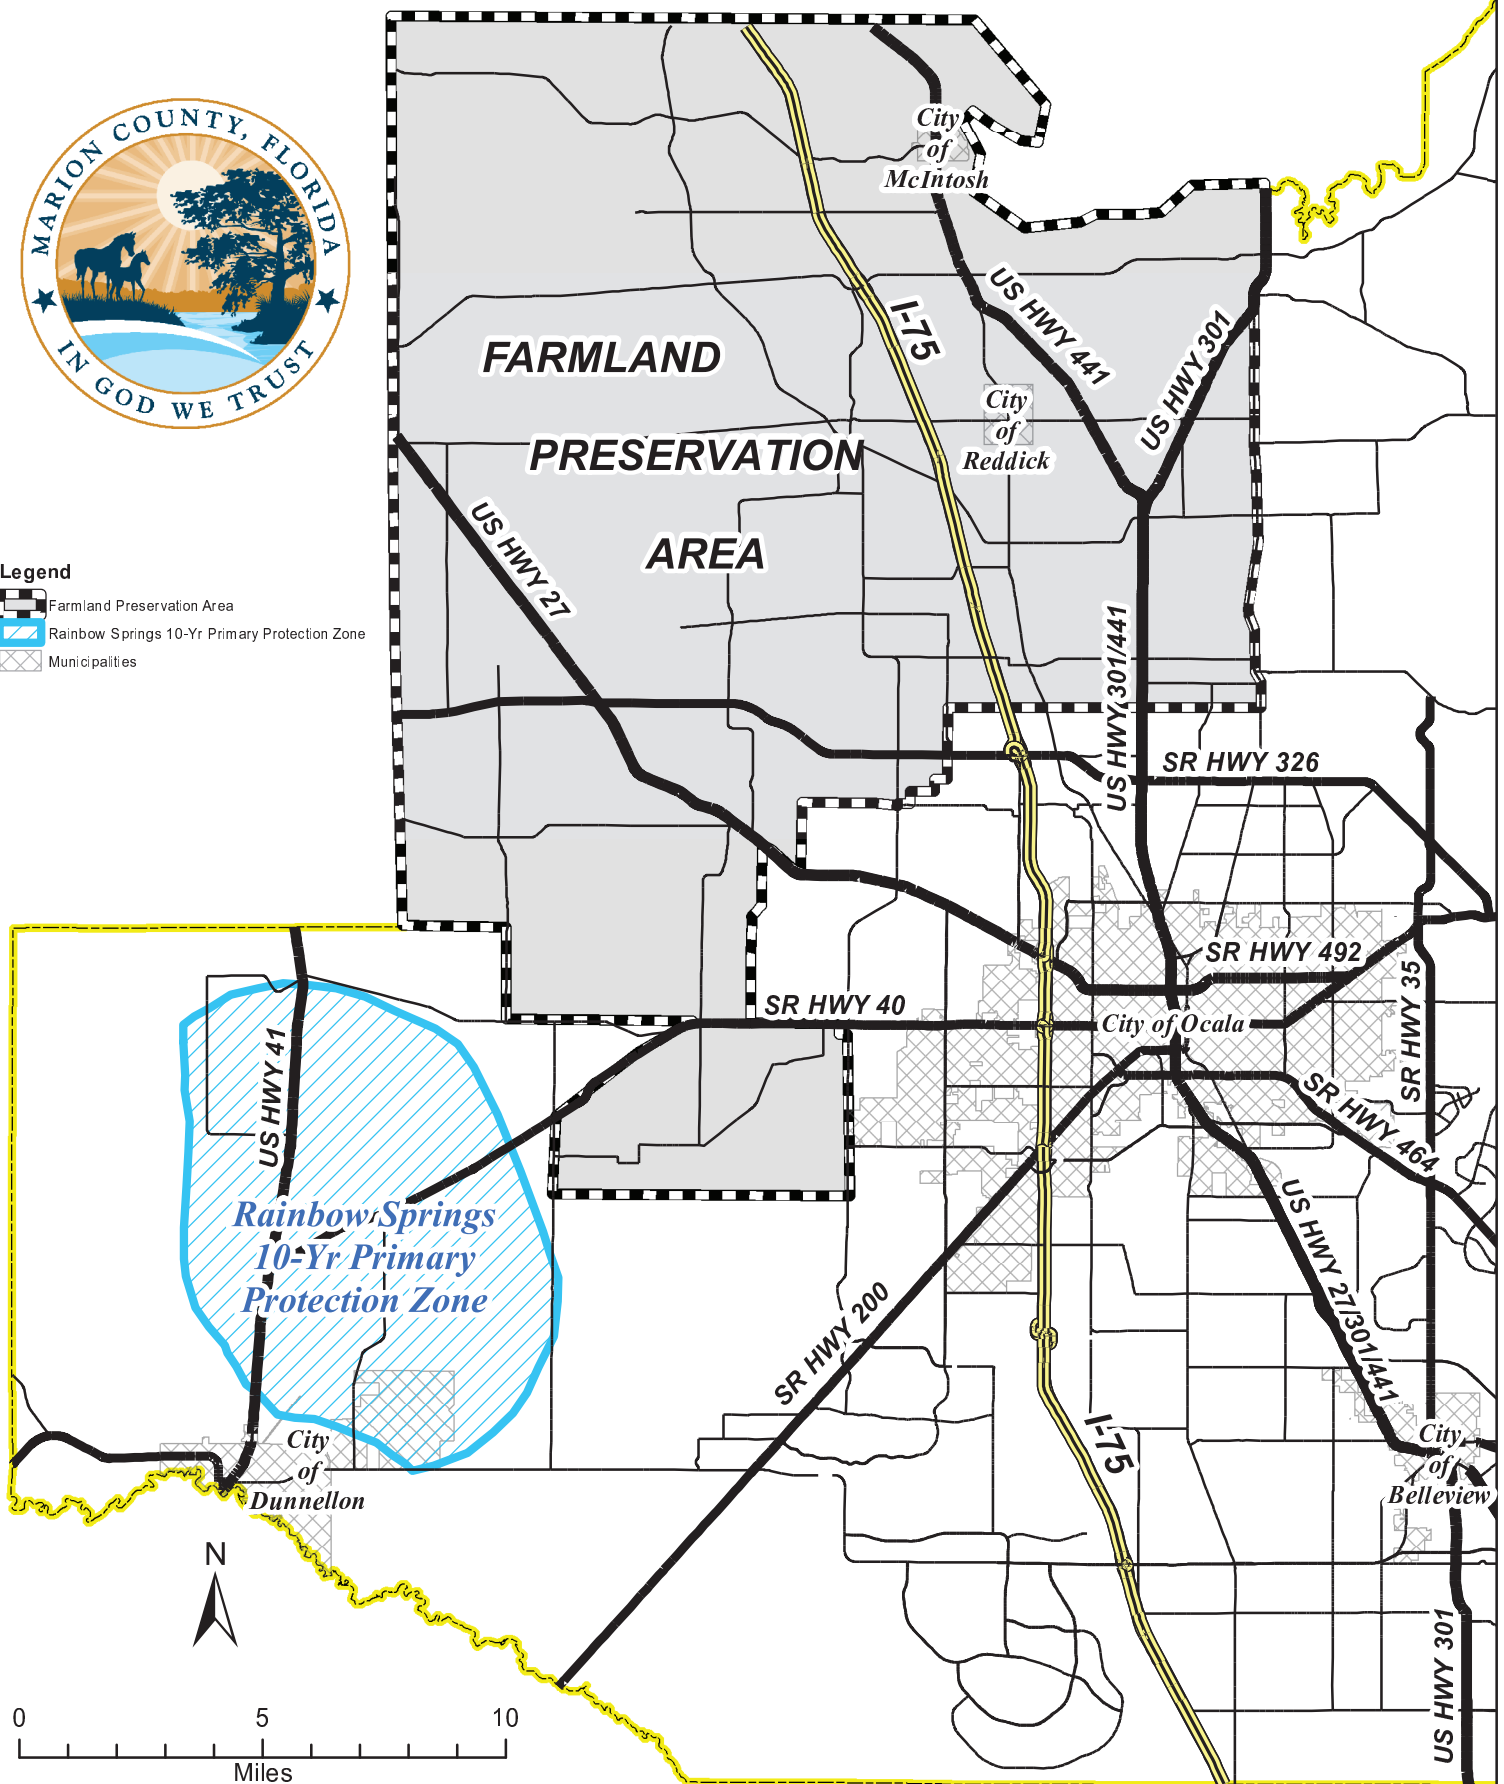 MARION COUNTY, FLORIDA
IN GOD WE TRUST
City
of
McIntosh
I-75
US HWY 441
US HWY 301
FARMLAND
PRESERVATION
AREA
City
of
Reddick
US HWY 27
Legend
Farmland Preservation Area
Rainbow Springs 10-Yr Primary Protection Zone
Municipalities
US HWY 301/441
SR HWY 326
SR HWY 492
SR HWY 40
City of Ocala
SR HWY 35
US HWY 41
SR HWY 464
Rainbow Springs
10-Yr Primary
Protection Zone
US HWY 27/301/441
SR HWY 200
I-75
City
of
Dunnellon
City
of
Belleview
N
US HWY 301
0 5 10
Miles